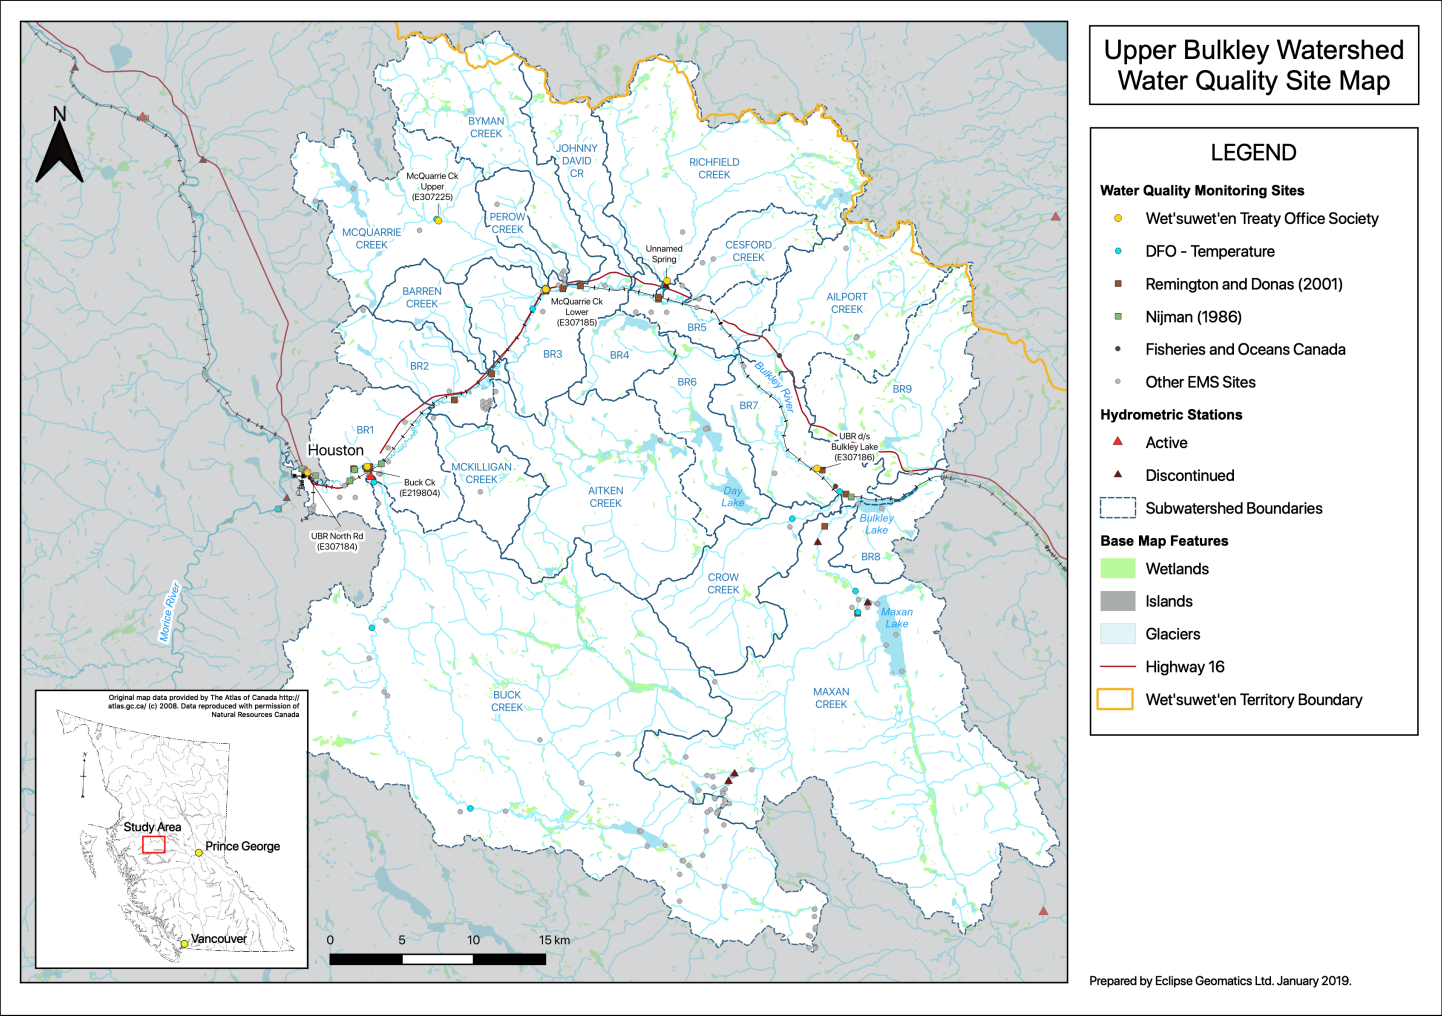 Upper Bulkley Watershed
Water Quality Site Map
LEGEND
Water Quality Monitoring Sites
Wet'suwet'en Treaty Office Society
DFO - Temperature
Remington and Donas (2001)
Nijman (1986)
Fisheries and Oceans Canada
Other EMS Sites
Hydrometric Stations
Active
Discontinued
Subwatershed Boundaries
Base Map Features
Wetlands
Islands
Glaciers
Highway 16
Wet'suwet'en Territory Boundary
Prepared by Eclipse Geomatics Ltd. January 2019.
N
BYMAN
CREEK
JOHNNY
DAVID
CR
RICHFIELD
CREEK
McQuarrie Ck
Upper
(E307225)
PEROW
CREEK
MCQUARRIE
CREEK
Unnamed
Spring
CESFORD
CREEK
BARREN
CREEK
McQuarrie Ck
Lower
(E307185)
AILPORT
CREEK
BR5
BR3
BR4
BR2
BR6
Bulkley River
BR9
BR7
BR1
Houston
UBR d/s
Bulkley Lake
(E307186)
MCKILLIGAN
CREEK
Buck Ck
(E219804)
AITKEN
CREEK
Day
Lake
Bulkley
Lake
UBR North Rd
(E307184)
BR8
CROW
CREEK
Morice River
Maxan
Lake
BUCK
CREEK
MAXAN
CREEK
Original map data provided by The Atlas of Canada http://
atlas.gc.ca/ (c) 2008. Data reproduced with permission of
Natural Resources Canada
N
Study Area
Prince George
Vancouver
0 5 10 15 km